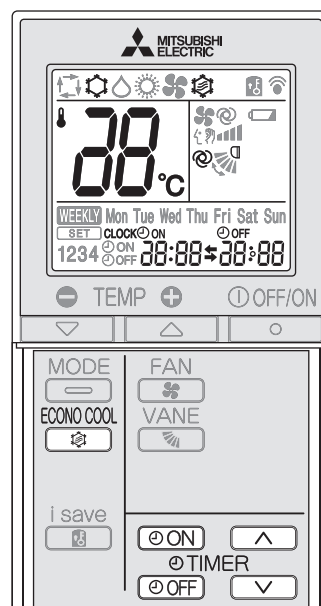 MITSUBISHI
ELECTRIC
88°C
WEEKLY Mon Tue Wed Thu Fri Sat Sun
SET CLOCK ON OFF
1234 ON OFF 88:88 88:88
TEMP OFF/ON
MODE FAN
ECONO COOL VANE
i save
ON
TIMER
OFF